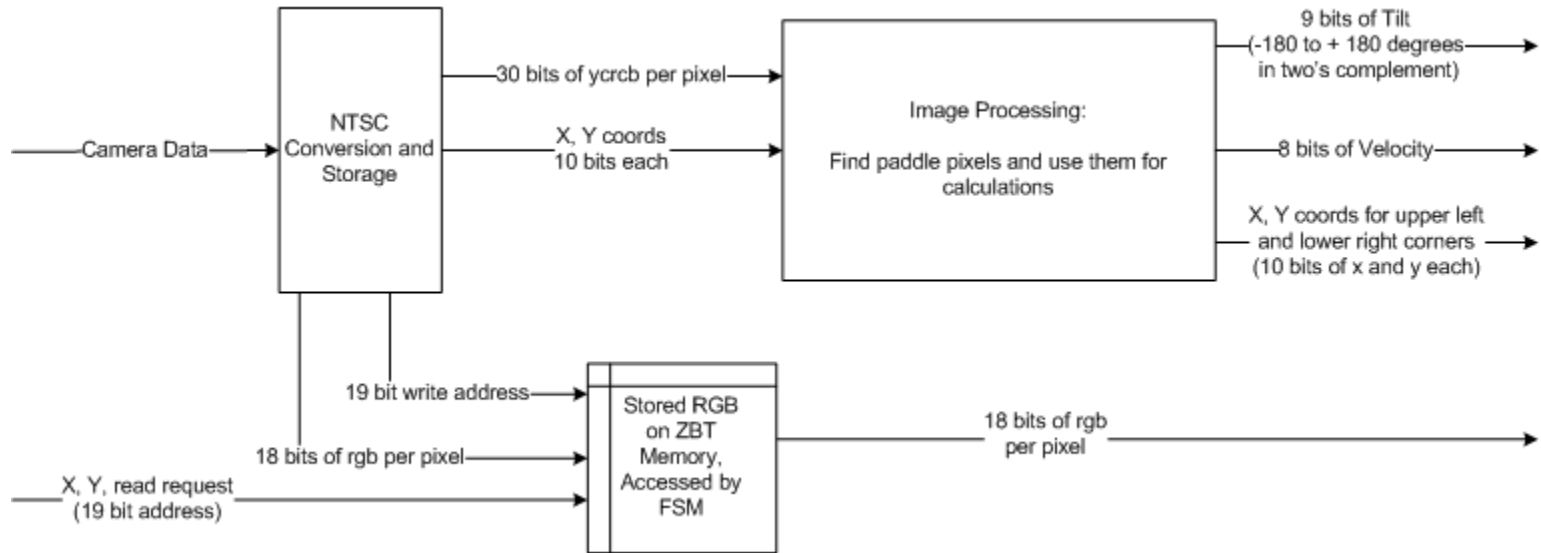 Camera Data
NTSC
Conversion and
Storage
30 bits of ycrcb per pixel
X, Y coords
10 bits each
Image Processing:
Find paddle pixels and use them for
calculations
9 bits of Tilt
(-180 to + 180 degrees
in two's complement)
8 bits of Velocity
X, Y coords for upper left
and lower right corners
(10 bits of x and y each)
19 bit write address
18 bits of rgb per pixel
X, Y, read request
(19 bit address)
Stored RGB
on ZBT
Memory,
Accessed by
FSM
18 bits of rgb
per pixel